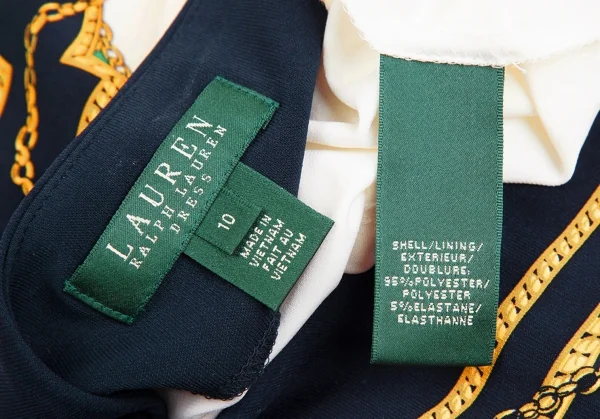 LAUREN
RALPH LAUREN
DRESS
10
MADE IN
VIETNAM
FAIT AU
VIETNAM
SHELL/LINING/
EXTERIEUR/
DOUBLURE:
95%POLYESTER/
POLYESTER
5%ELASTANE/
ELASTHANNE